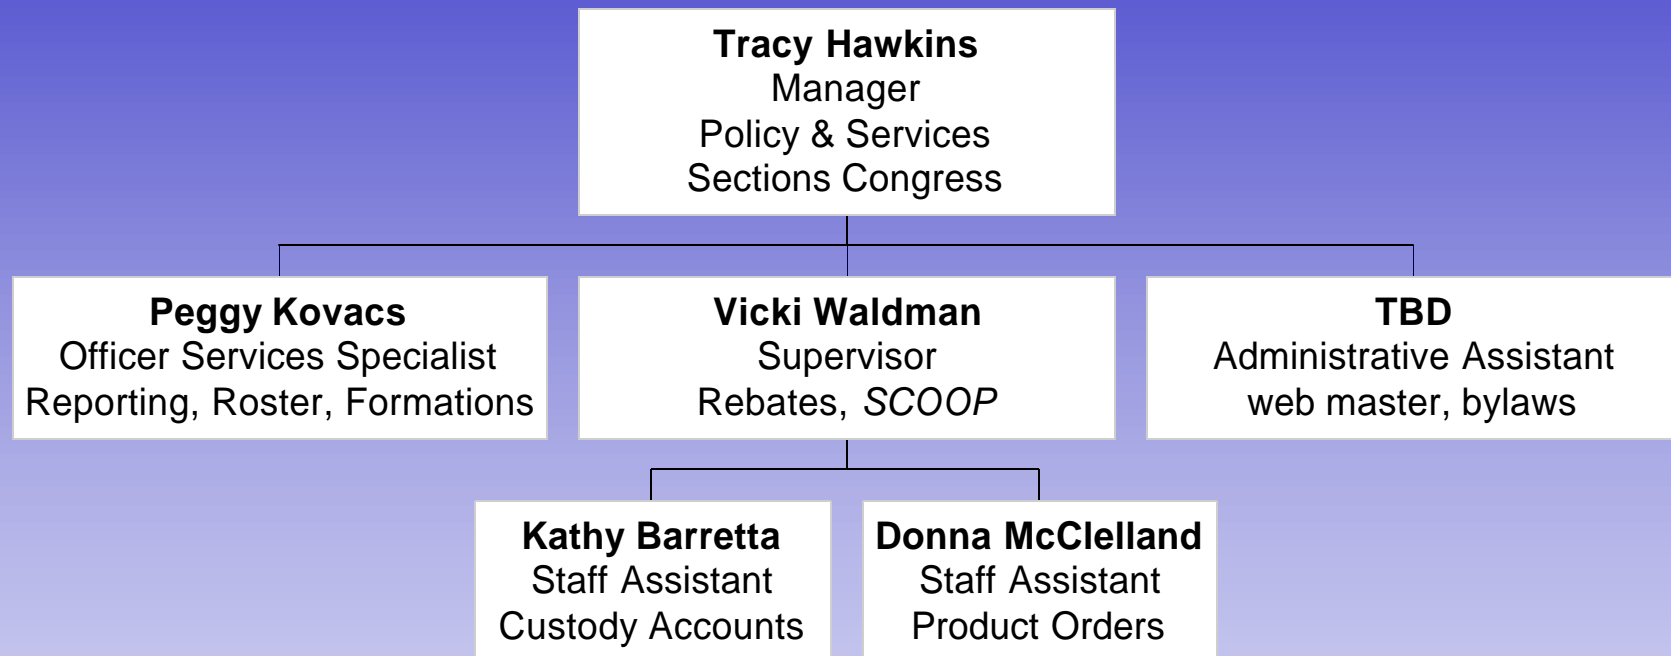 Tracy Hawkins
Manager
Policy & Services
Sections Congress
Peggy Kovacs
Officer Services Specialist
Reporting, Roster, Formations
Vicki Waldman
Supervisor
Rebates, SCOOP
TBD
Administrative Assistant
web master, bylaws
Kathy Barretta
Staff Assistant
Custody Accounts
Donna McClelland
Staff Assistant
Product Orders